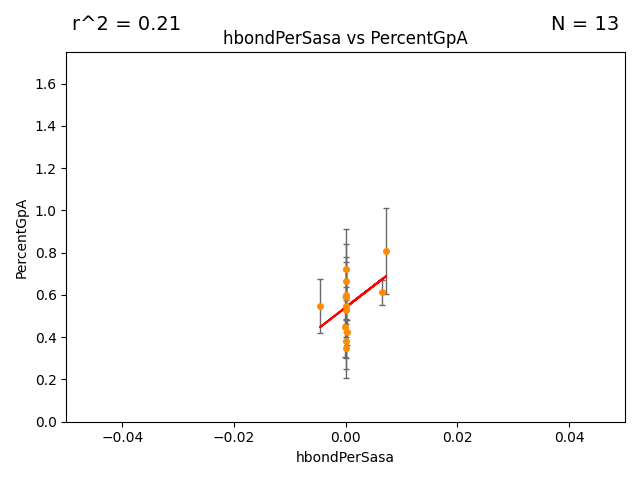 r^2 = 0.21
N = 13
hbondPerSasa vs PercentGpA
PercentGpA
1.6
1.4
1.2
1.0
0.8
0.6
0.4
0.2
0.0
−0.04
−0.02
0.00
0.02
0.04
hbondPerSasa